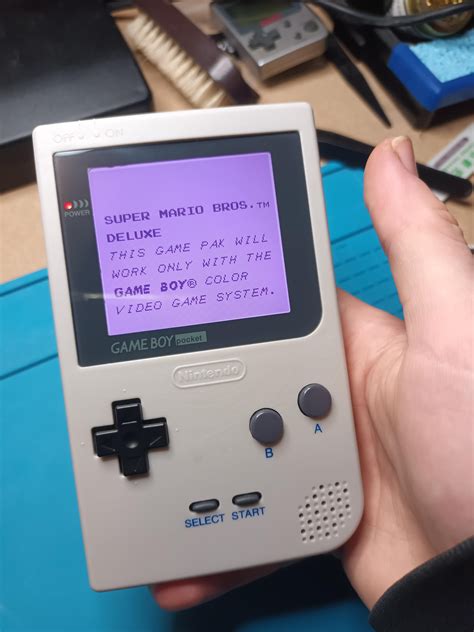 OFF ON
POWER
SUPER MARIO BROS.™
DELUXE
THIS GAME PAK WILL
WORK ONLY WITH THE
GAME BOY® COLOR
VIDEO GAME SYSTEM.
GAME BOY pocket
Nintendo
B
A
SELECT START